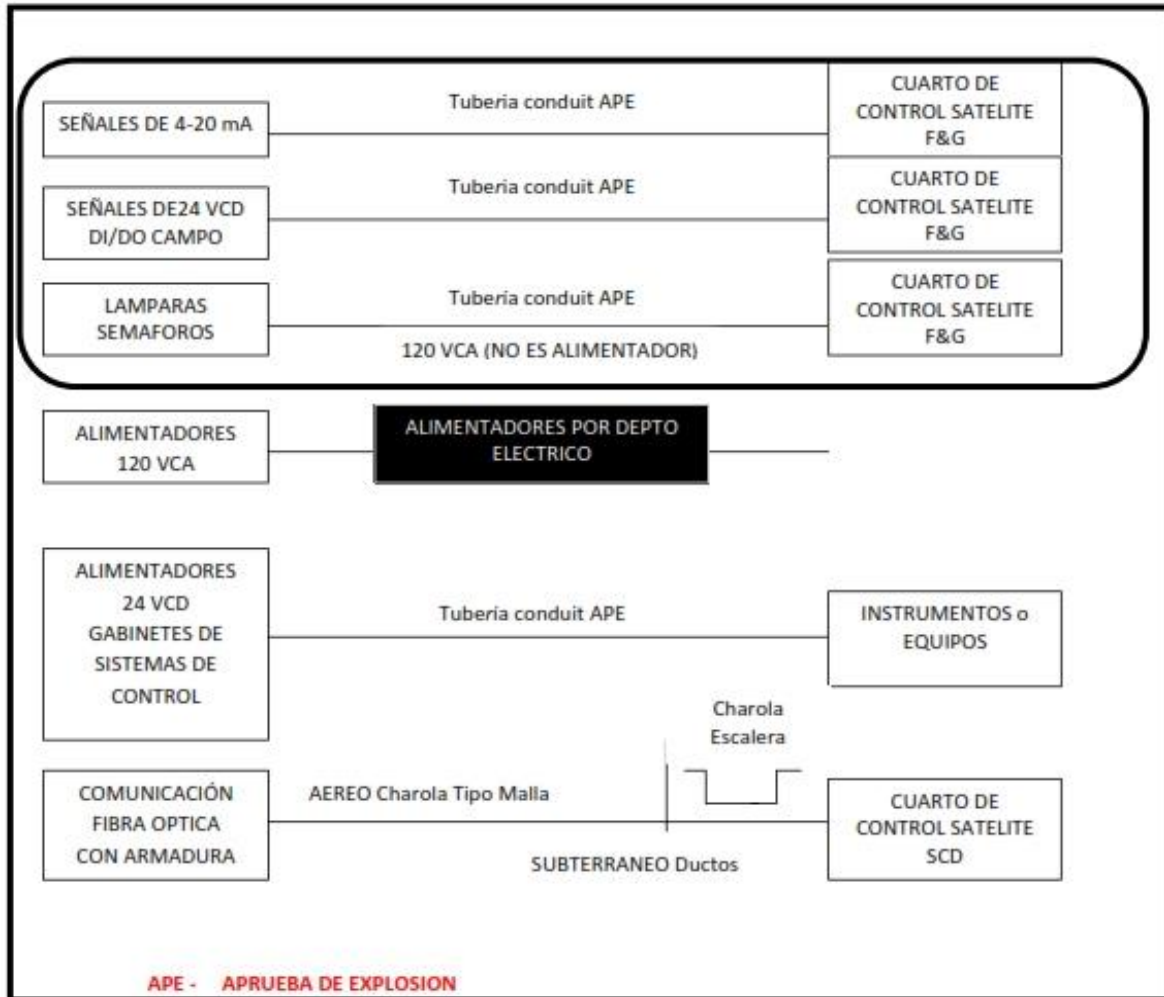 Tuberia conduit APE
CUARTO DE
CONTROL SATELITE
F&G
SEÑALES DE 4-20 mA
Tuberia conduit APE
CUARTO DE
CONTROL SATELITE
F&G
SEÑALES DE24 VCD
DI/DO CAMPO
Tubería conduit APE
CUARTO DE
CONTROL SATELITE
F&G
LAMPARAS
SEMAFOROS
120 VCA (NO ES ALIMENTADOR)
ALIMENTADORES
120 VCA
ALIMENTADORES POR DEPTO
ELECTRICO
ALIMENTADORES
24 VCD
GABINETES DE
SISTEMAS DE
CONTROL
Tubería conduit APE
INSTRUMENTOS o
EQUIPOS
Charola
Escalera
COMUNICACIÓN
FIBRA OPTICA
CON ARMADURA
AEREO Charola Tipo Malla
SUBTERRANEO Ductos
CUARTO DE
CONTROL SATELITE
SCD
APE - APRUEBA DE EXPLOSION